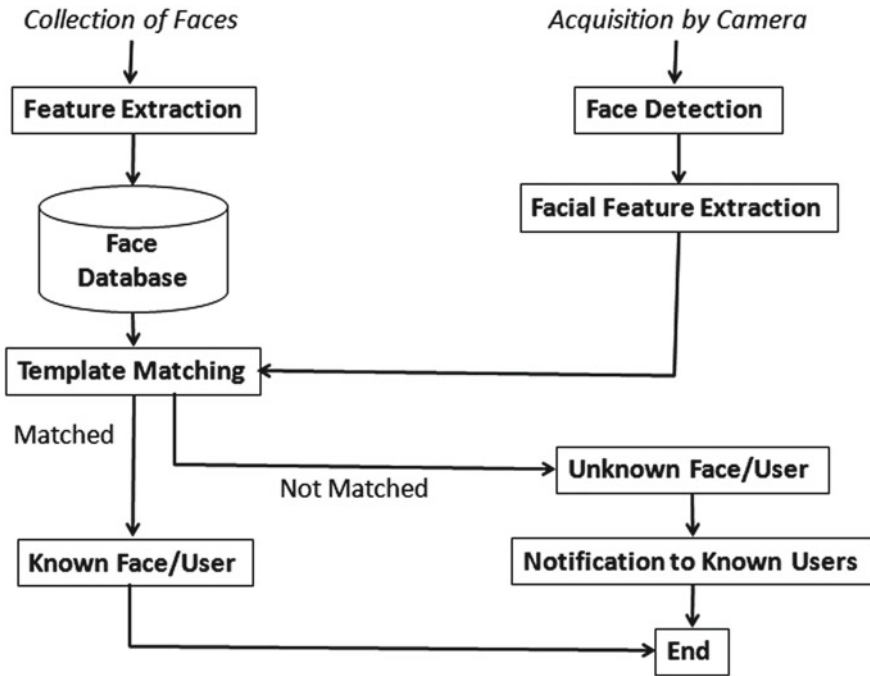 Collection of Faces
Acquisition by Camera
Feature Extraction
Face Detection
Facial Feature Extraction
Face
Database
Template Matching
Matched
Not Matched
Unknown Face/User
Known Face/User
Notification to Known Users
End